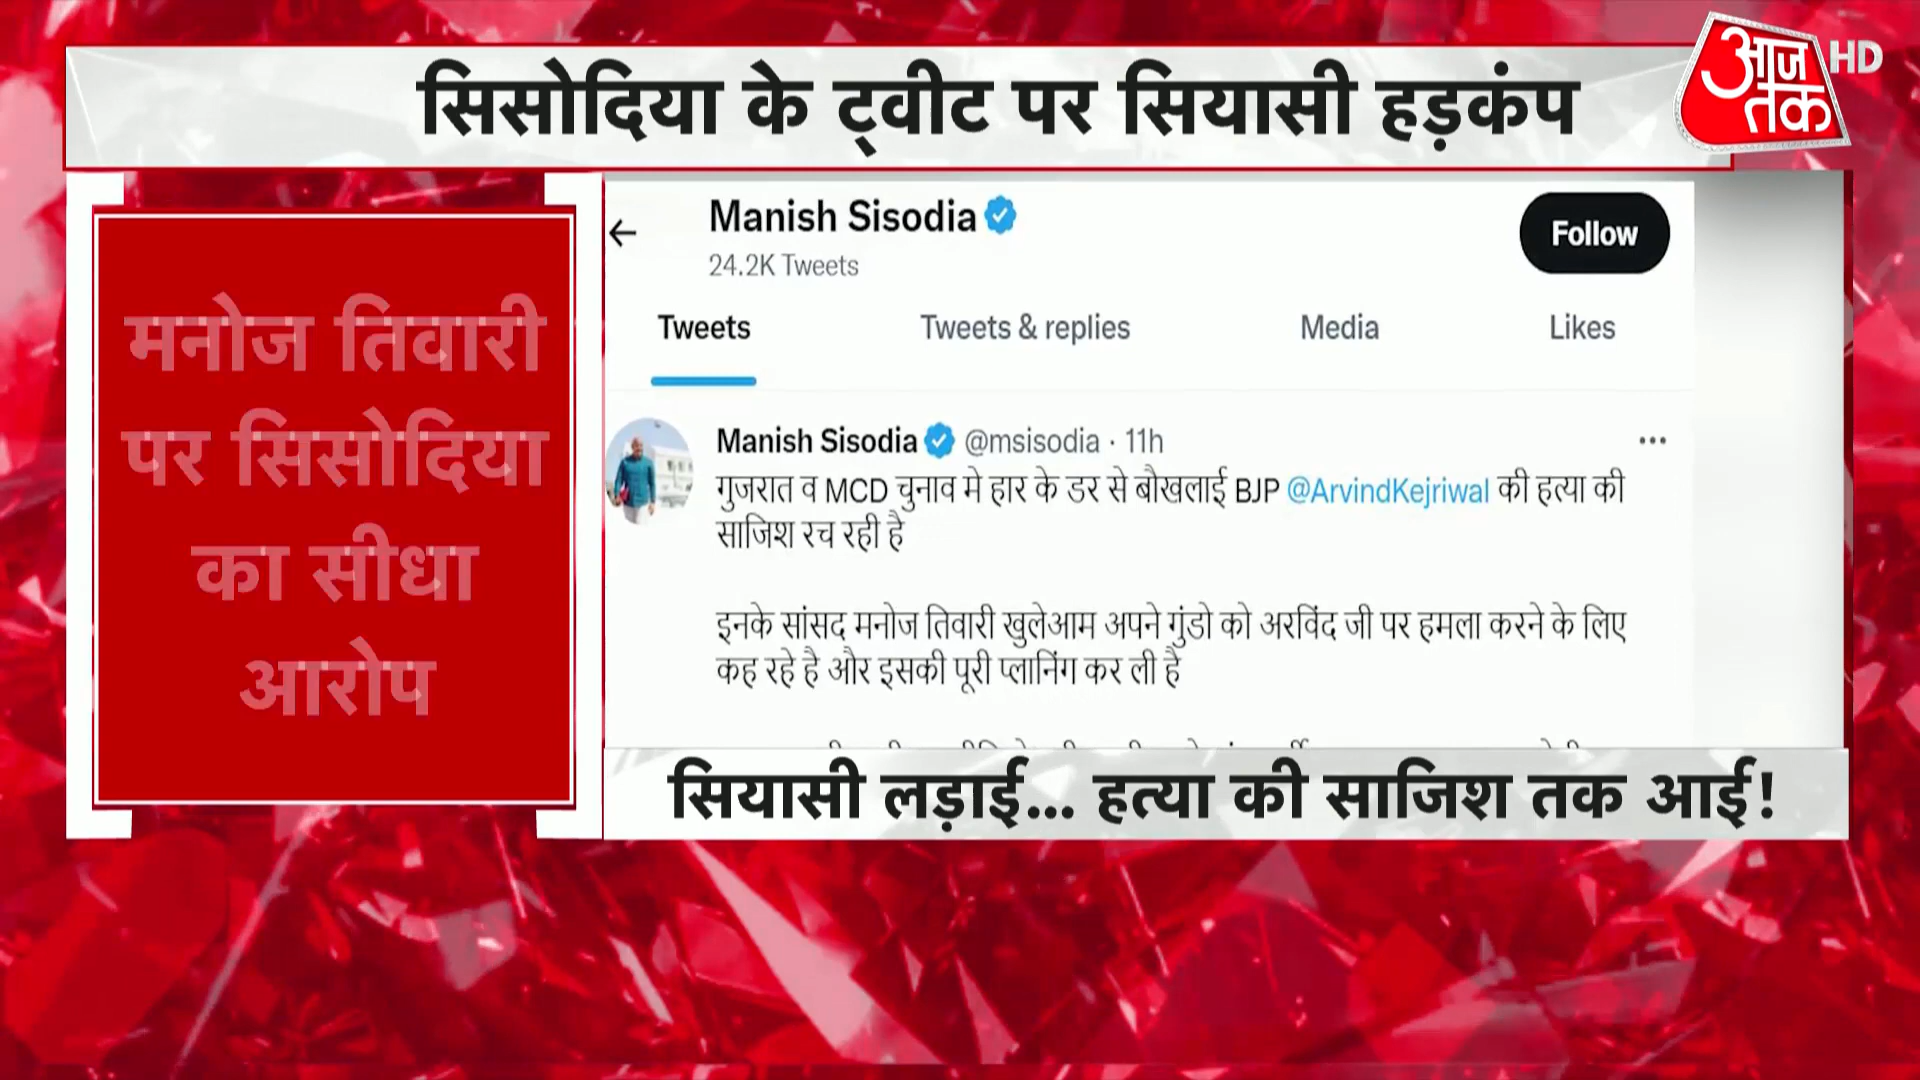 सिसोदिया के ट्वीट पर सियासी हड़कंप
आज
तक
HD
मनोज तिवारी
पर सिसोदिया
का सीधा
आरोप
Manish Sisodia
24.2K Tweets
Follow
Tweets Tweets & replies Media Likes
Manish Sisodia @msisodia · 11h
गुजरात व MCD चुनाव मे हार के डर से बौखलाई BJP @ArvindKejriwal की हत्या की
साजिश रच रही है
इनके सांसद मनोज तिवारी खुलेआम अपने गुंडो को अरविंद जी पर हमला करने के लिए
कह रहे है और इसकी पूरी प्लानिंग कर ली है
सियासी लड़ाई... हत्या की साजिश तक आई!